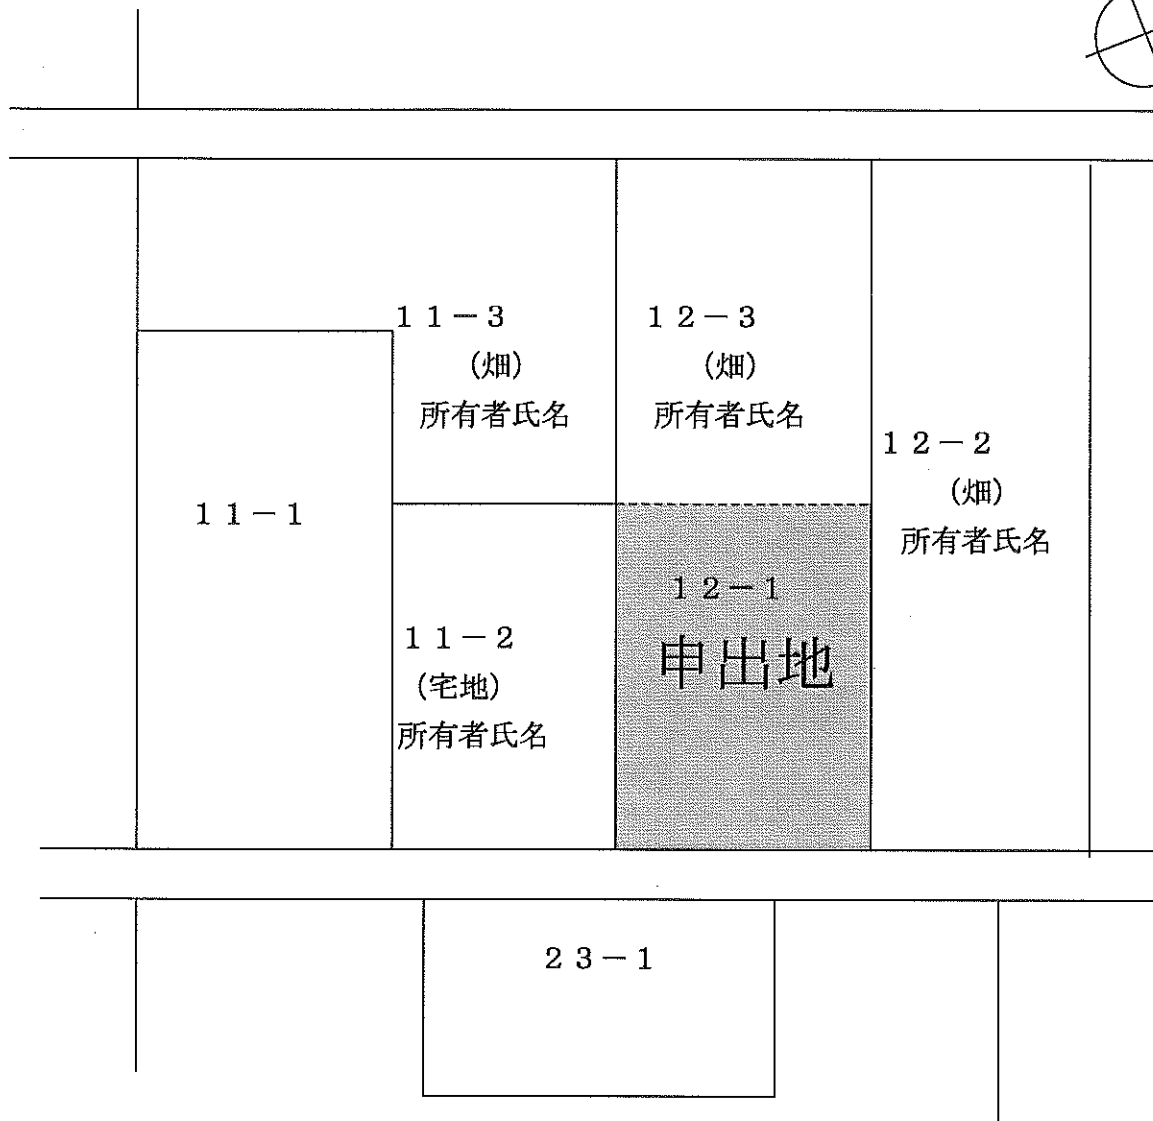 11-3
(畑)
所有者氏名
12-3
(畑)
所有者氏名
12-2
(畑)
所有者氏名
11-1
12-1
申出地
11-2
(宅地)
所有者氏名
23-1